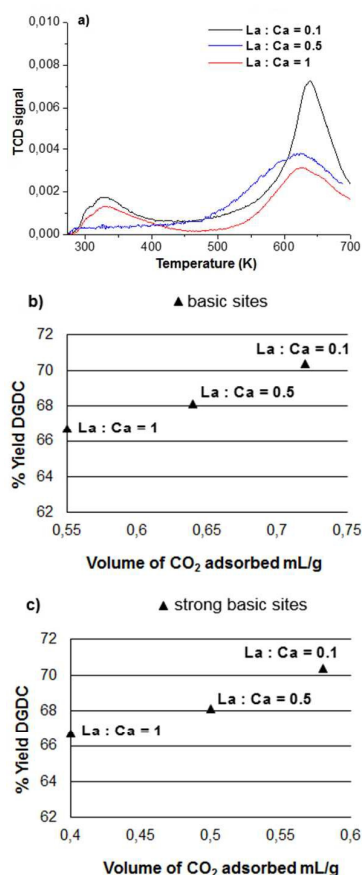 a)
La : Ca = 0.1
La : Ca = 0.5
La : Ca = 1
TCD signal
0,010
0,008
0,006
0,004
0,002
0,000
300 400 500 600 700
Temperature (K)
b)
▲ basic sites
% Yield DGDC
72
70
68
66
64
62
La : Ca = 0.1
La : Ca = 0.5
La : Ca = 1
0,55 0,6 0,65 0,7 0,75
Volume of CO₂ adsorbed mL/g
c)
▲ strong basic sites
% Yield DGDC
72
70
68
66
64
62
La : Ca = 0.1
La : Ca = 0.5
La : Ca = 1
0,4 0,45 0,5 0,55 0,6
Volume of CO₂ adsorbed mL/g